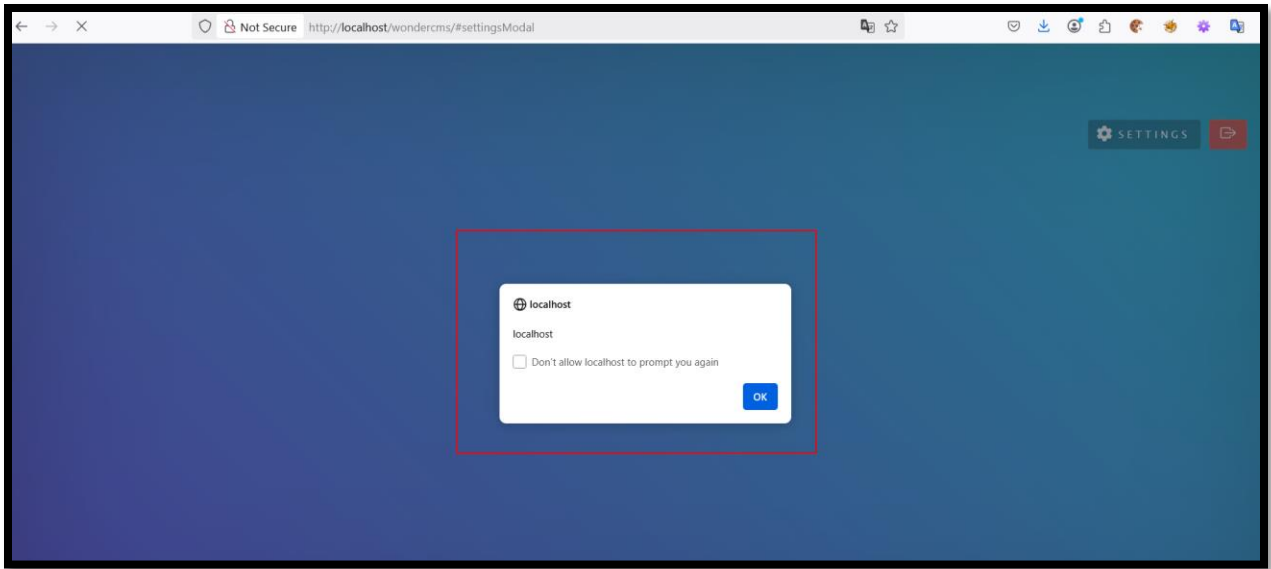 Not Secure http://localhost/wondercms/#settingsModal
SETTINGS
localhost
localhost
Don't allow localhost to prompt you again
OK